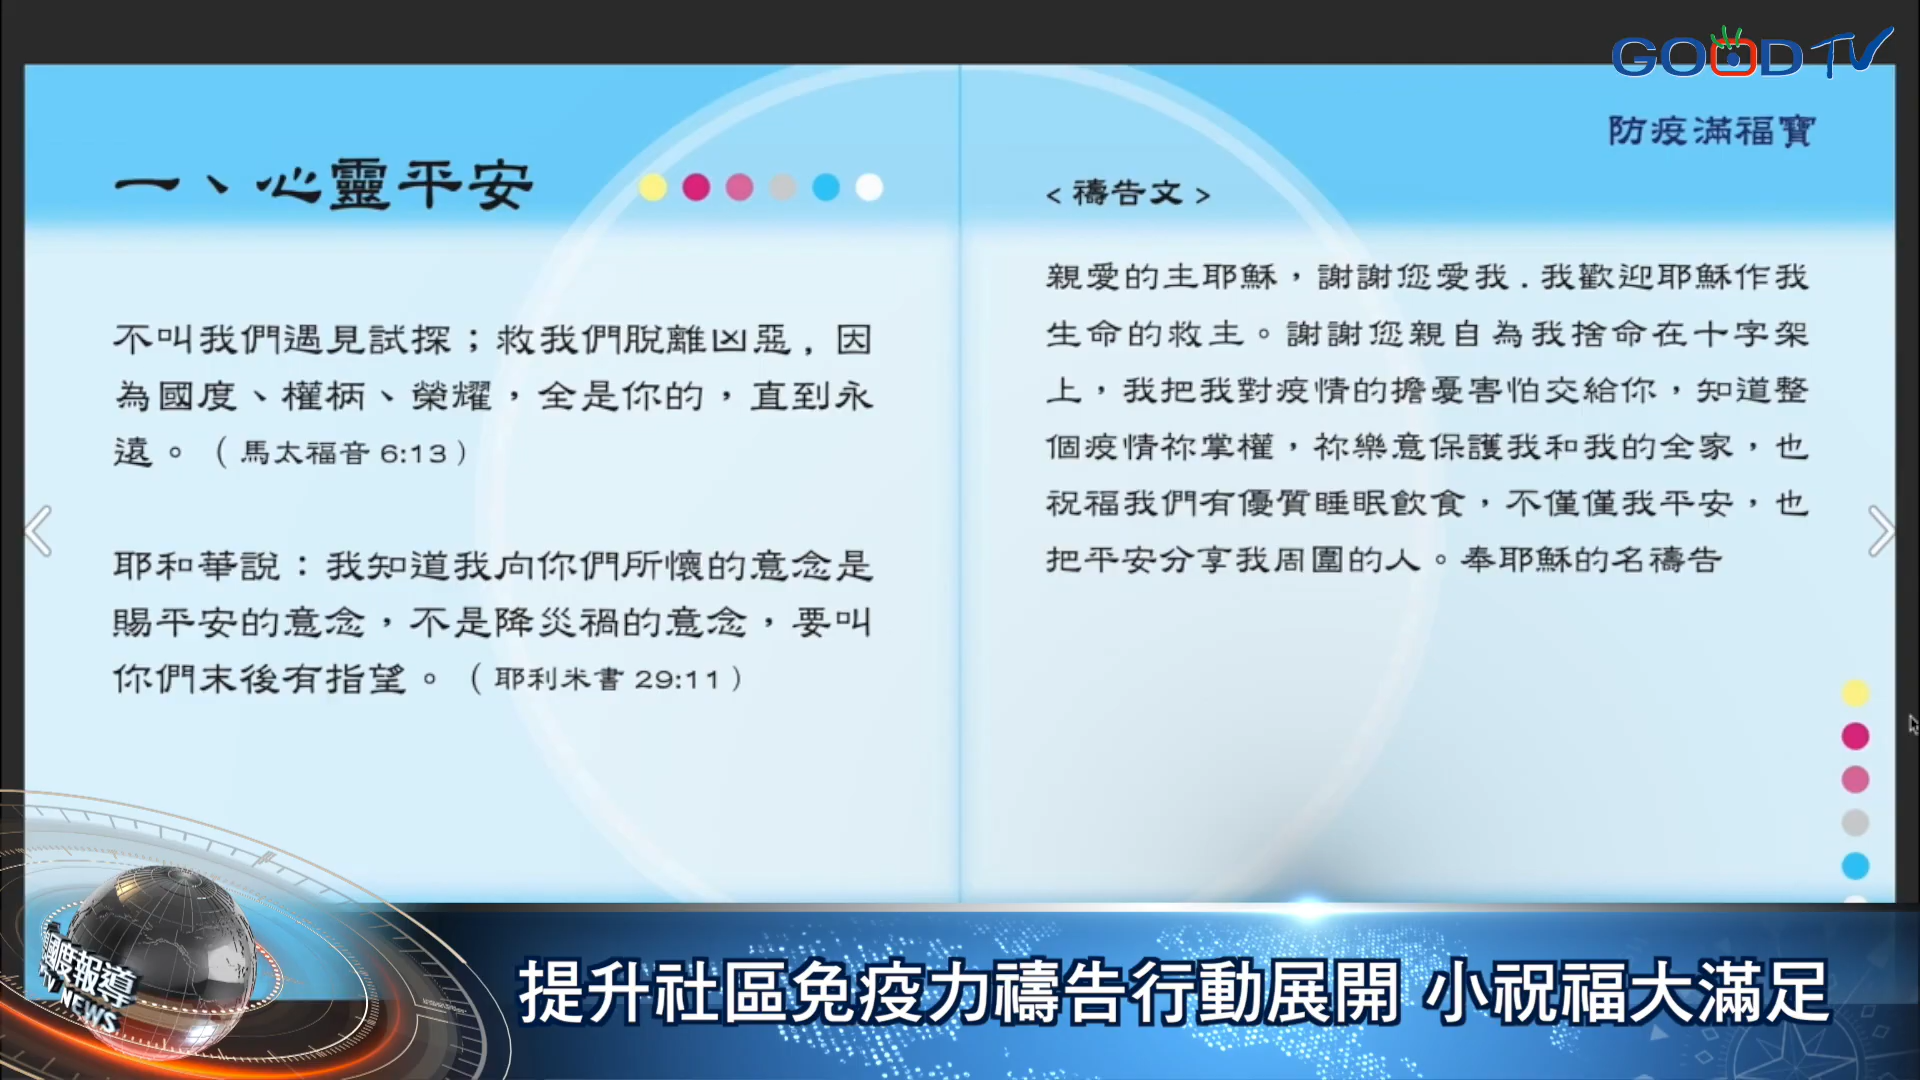 GOOD TV
防疫滿福寶
一、心靈平安
不叫我們遇見試探；救我們脫離凶惡，因
為國度、權柄、榮耀，全是你的，直到永
遠。（馬太福音 6:13）
耶和華說：我知道我向你們所懷的意念是
賜平安的意念，不是降災禍的意念，要叫
你們末後有指望。（耶利米書 29:11）
<禱告文>
親愛的主耶穌，謝謝您愛我.我歡迎耶穌作我
生命的救主。謝謝您親自為我捨命在十字架
上，我把我對疫情的擔憂害怕交給你，知道整
個疫情祢掌權，祢樂意保護我和我的全家，也
祝福我們有優質睡眠飲食，不僅僅我平安，也
把平安分享我周圍的人。奉耶穌的名禱告
國度報導
TV NEWS
提升社區免疫力禱告行動展開 小祝福大滿足